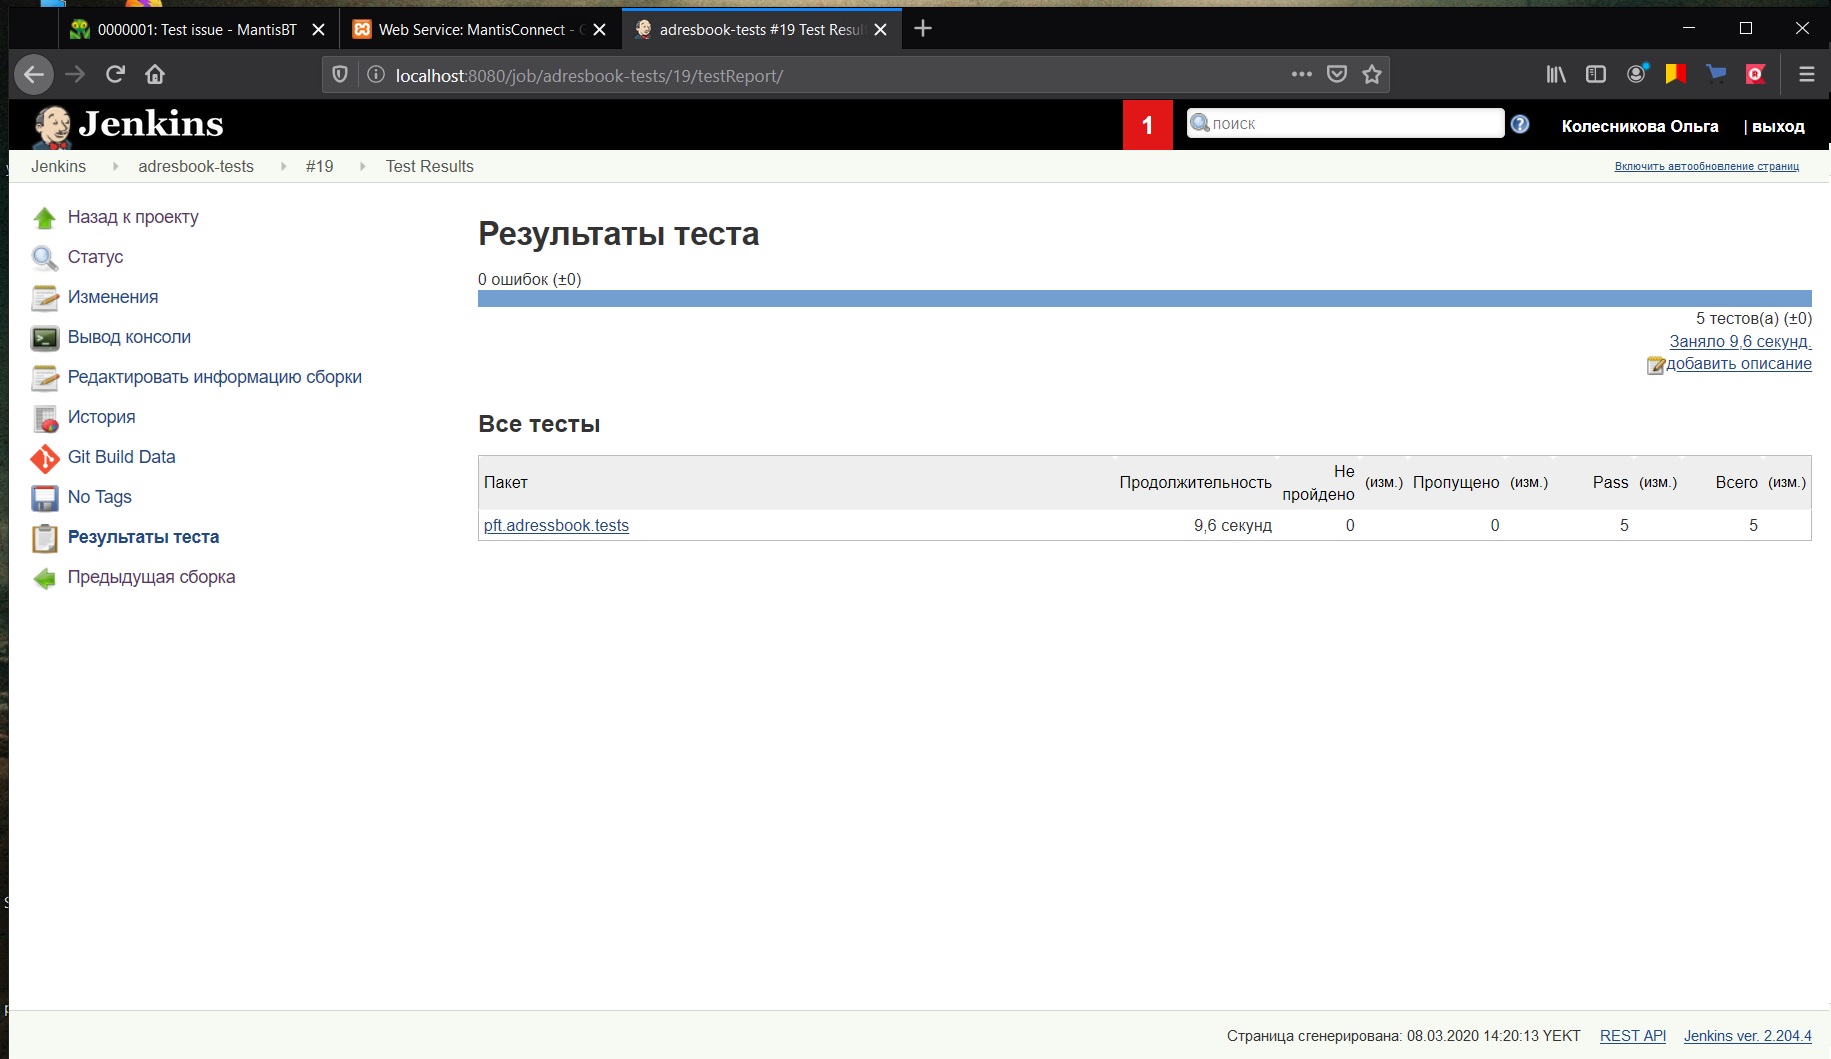 0000001: Test issue - MantisBT
Web Service: MantisConnect -
adresbook-tests #19 Test Resul
localhost:8080/job/adresbook-tests/19/testReport/
Jenkins
1
поиск
Колесникова Ольга
| выход
Jenkins
adresbook-tests
#19
Test Results
Включить автообновление страниц
Назад к проекту
Статус
Изменения
Вывод консоли
Редактировать информацию сборки
История
Git Build Data
No Tags
Результаты теста
Предыдущая сборка
Результаты теста
0 ошибок (±0)
5 тестов(а) (±0)
Заняло 9,6 секунд.
добавить описание
Все тесты
Пакет Продолжительность Не пройдено (изм.) Пропущено (изм.) Pass (изм.) Всего (изм.)
pft.adressbook.tests 9,6 секунд 0 0 5 5
Страница сгенерирована: 08.03.2020 14:20:13 YEKT REST API Jenkins ver. 2.204.4